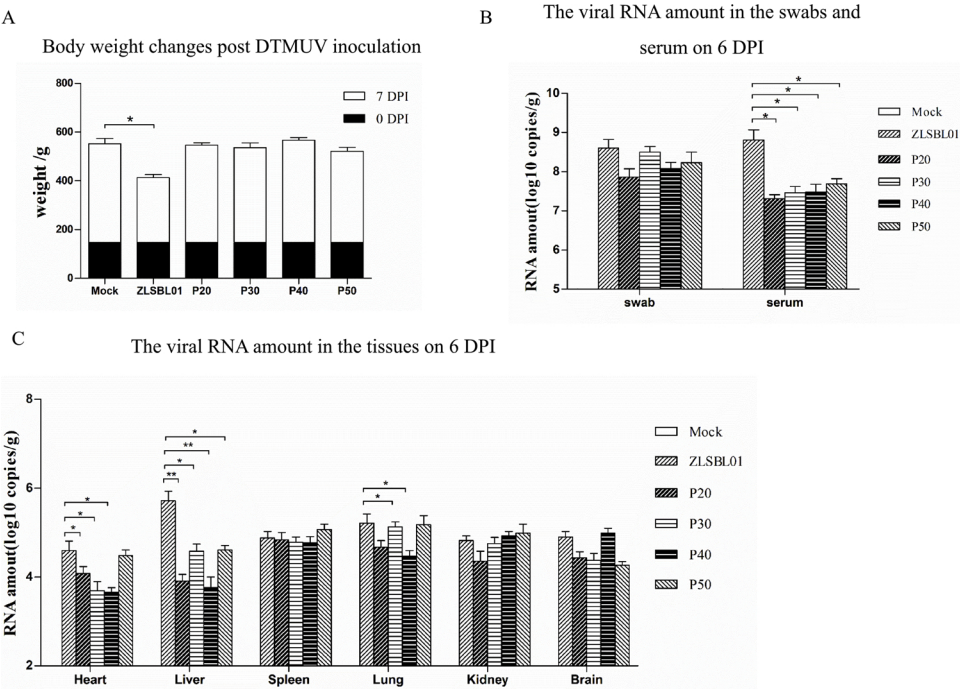 A
Body weight changes post DTMUV inoculation
weight /g
800
600
400
200
0
*
7 DPI
0 DPI
Mock ZLSBL01 P20 P30 P40 P50
B
The viral RNA amount in the swabs and
serum on 6 DPI
RNA amout(log10 copies/g)
10
9
8
7
6
5
*
*
*
*
swab serum
Mock
ZLSBL01
P20
P30
P40
P50
C
The viral RNA amount in the tissues on 6 DPI
RNA amout(log10 copies/g)
8
6
4
2
*
*
*
*
**
*
**
*
*
Heart Liver Spleen Lung Kidney Brain
Mock
ZLSBL01
P20
P30
P40
P50